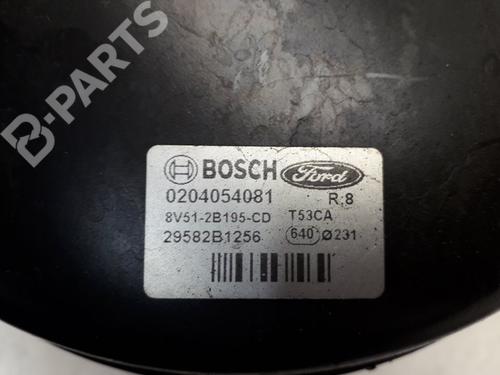 B-PARTS
BOSCH Ford
0204054081 R:8
8V51-2B195-CD T53CA
29582B1256 640 Ø231